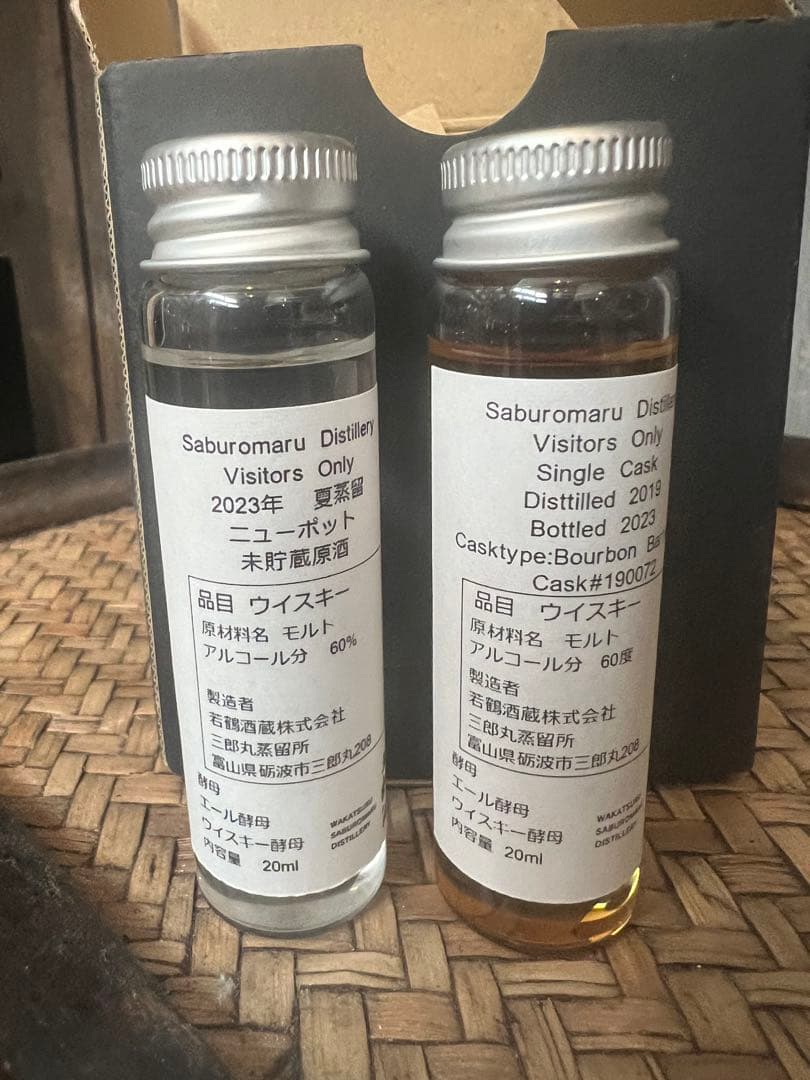 Saburomaru Distillery
Visitors Only
2023年 夏蒸留
ニューポット
未貯蔵原酒
品目 ウイスキー
原材料名 モルト
アルコール分 60%
製造者
若鶴酒蔵株式会社
三郎丸蒸留所
富山県砺波市三郎丸208
酵母
エール酵母
ウイスキー酵母
内容量 20ml
WAKATSURU
SABUROMARU
DISTILLERY
Saburomaru
Visitors Only
Single Cask
Disttilled 2019
Bottled 2023
Casktype:Bourbon
Cask#190072
品目 ウイスキー
原材料名 モルト
アルコール分 60度
製造者
若鶴酒蔵株式会社
三郎丸蒸留所
富山県砺波市三郎丸208
酵母
エール酵母
ウイスキー酵母
内容量 20ml
WAKATSURU
SABUROMARU
DISTILLERY